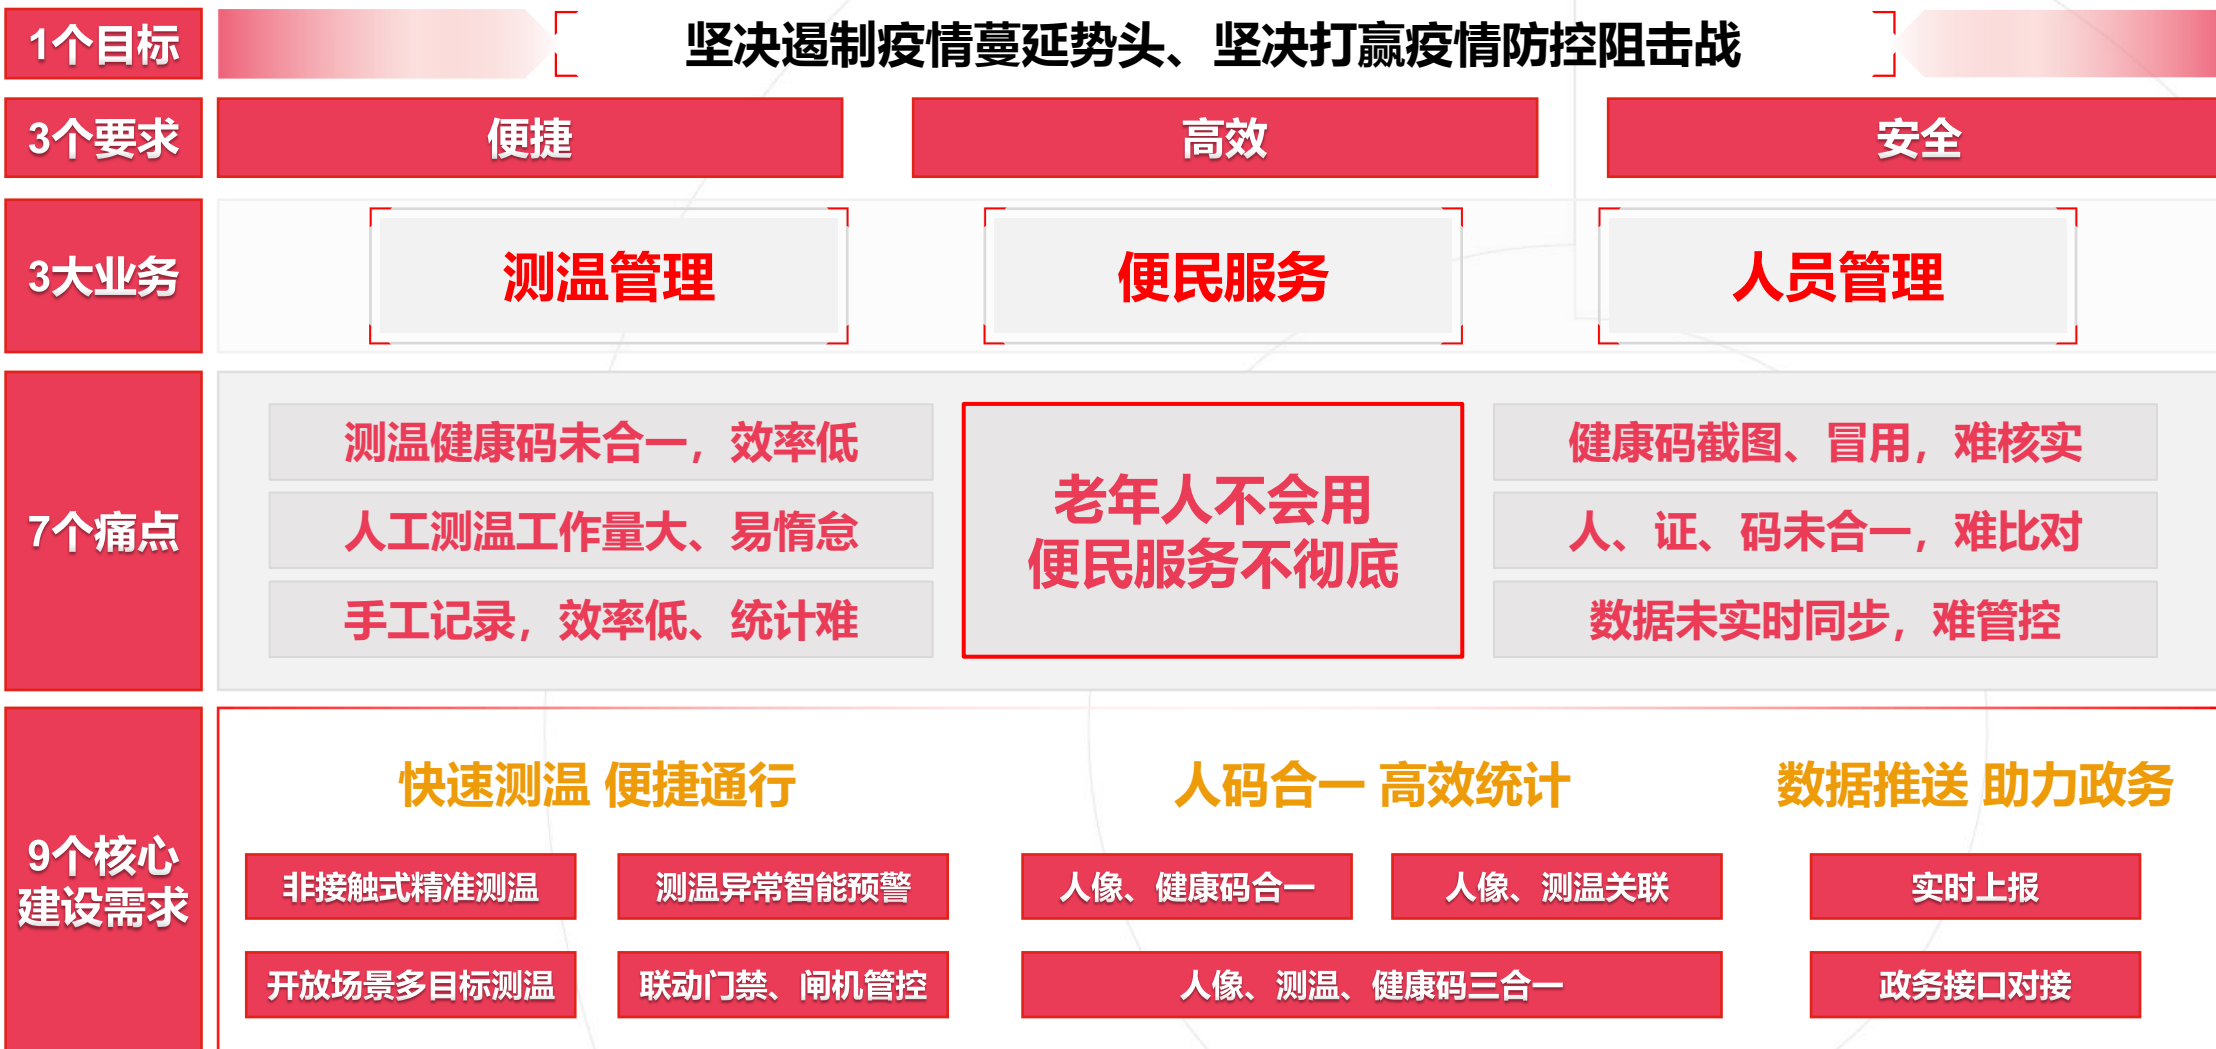 1个目标
坚决遏制疫情蔓延势头、坚决打赢疫情防控阻击战
3个要求
便捷
高效
安全
3大业务
测温管理
便民服务
人员管理
7个痛点
测温健康码未合一，效率低
人工测温工作量大、易惰怠
手工记录，效率低、统计难
老年人不会用
便民服务不彻底
健康码截图、冒用，难核实
人、证、码未合一，难比对
数据未实时同步，难管控
9个核心
建设需求
快速测温 便捷通行
非接触式精准测温
测温异常智能预警
开放场景多目标测温
联动门禁、闸机管控
人码合一 高效统计
人像、健康码合一
人像、测温关联
人像、测温、健康码三合一
数据推送 助力政务
实时上报
政务接口对接